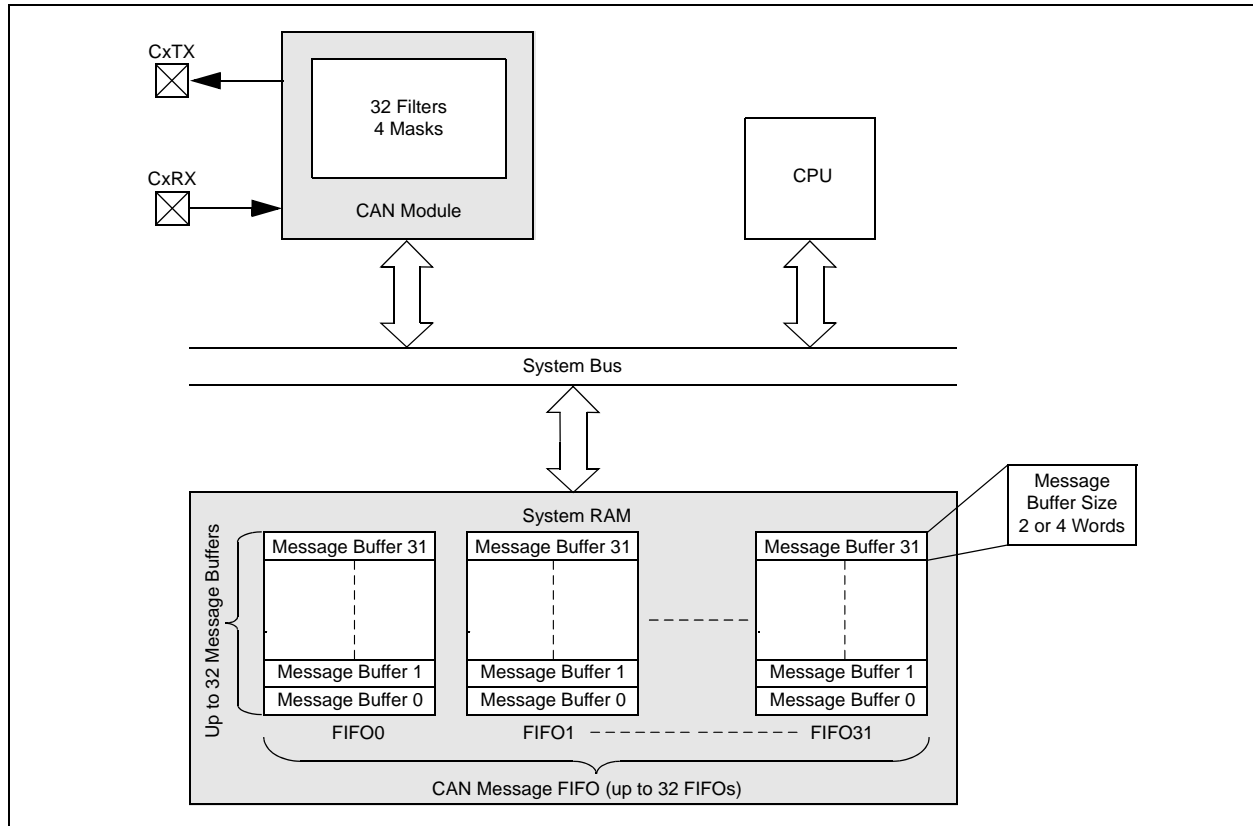 CxTX
32 Filters
4 Masks
CxRX
CAN Module
CPU
System Bus
Message
Buffer Size
2 or 4 Words
System RAM
Up to 32 Message Buffers
Message Buffer 31
Message Buffer 31
Message Buffer 31
Message Buffer 1
Message Buffer 1
Message Buffer 1
Message Buffer 0
Message Buffer 0
Message Buffer 0
FIFO0
FIFO1
FIFO31
CAN Message FIFO (up to 32 FIFOs)